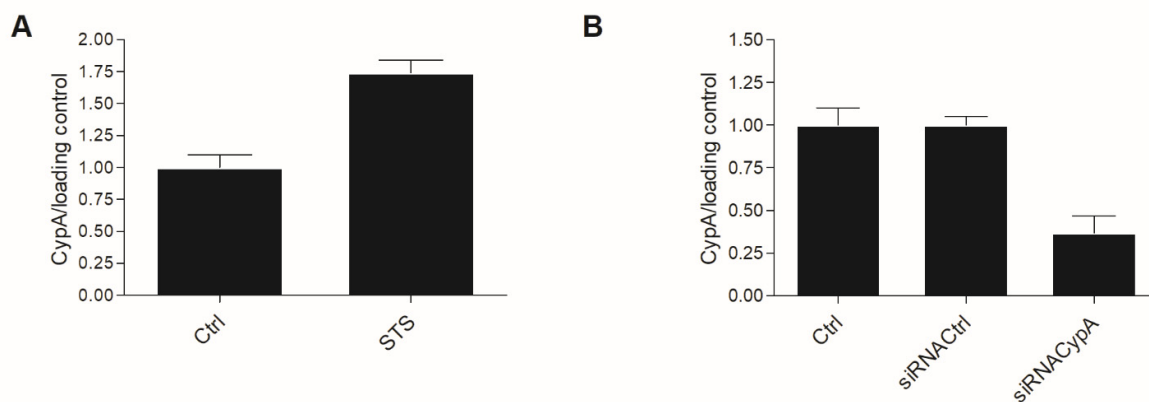 A
CypA/loading control
2.00
1.75
1.50
1.25
1.00
0.75
0.50
0.25
0.00
Ctrl
STS
B
CypA/loading control
1.50
1.25
1.00
0.75
0.50
0.25
0.00
Ctrl
siRNACtrl
siRNACypA